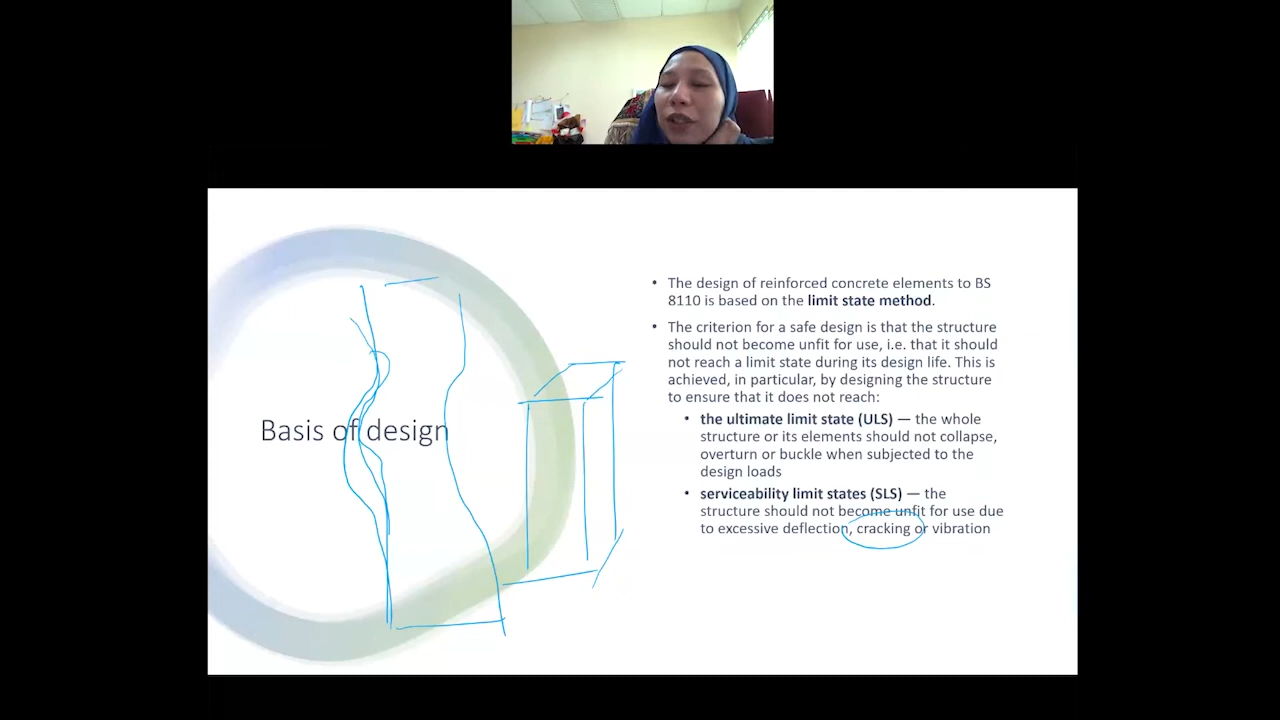 Basis of design
• The design of reinforced concrete elements to BS
8110 is based on the limit state method.
• The criterion for a safe design is that the structure
should not become unfit for use, i.e. that it should
not reach a limit state during its design life. This is
achieved, in particular, by designing the structure
to ensure that it does not reach:
• the ultimate limit state (ULS) — the whole
structure or its elements should not collapse,
overturn or buckle when subjected to the
design loads
• serviceability limit states (SLS) — the
structure should not become unfit for use due
to excessive deflection, cracking or vibration